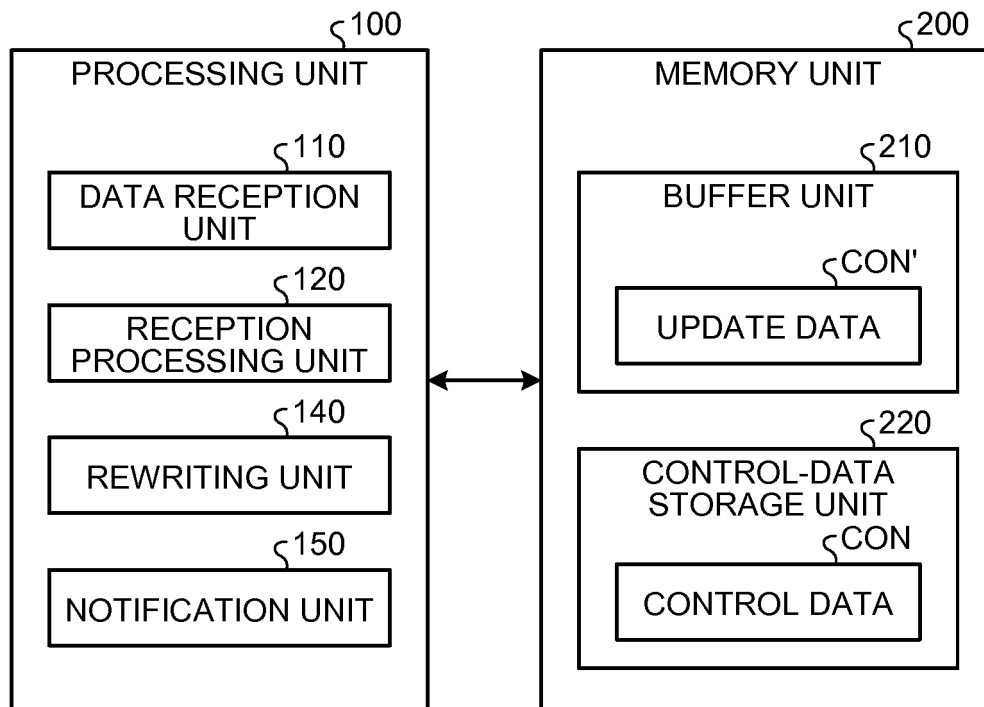 100
PROCESSING UNIT
110
DATA RECEPTION
UNIT
120
RECEPTION
PROCESSING UNIT
140
REWRITING UNIT
150
NOTIFICATION UNIT
200
MEMORY UNIT
210
BUFFER UNIT
CON'
UPDATE DATA
220
CONTROL-DATA
STORAGE UNIT
CON
CONTROL DATA